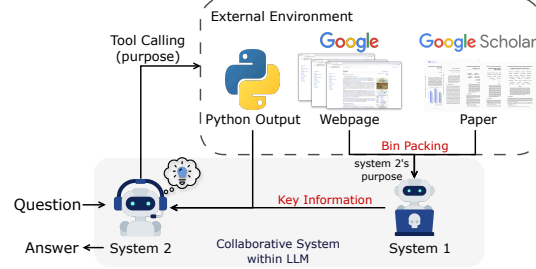 External Environment
Tool Calling
(purpose)
Google
Google Scholar
Python Output
Webpage
Paper
Bin Packing
system 2's
purpose
Question
Key Information
Answer
System 2
System 1
Collaborative System
within LLM